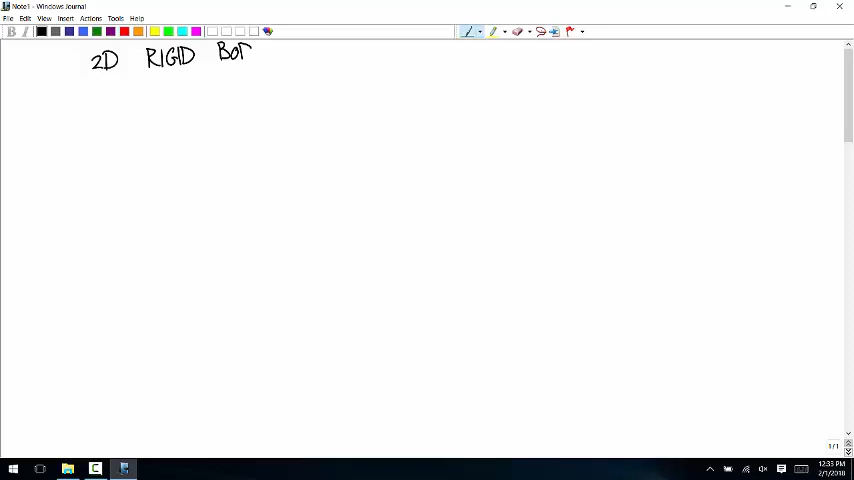 Note1 - Windows Journal
File Edit View Insert Actions Tools Help
B I
2D RIGID BOD
1/1
12:33 PM
2/1/2018